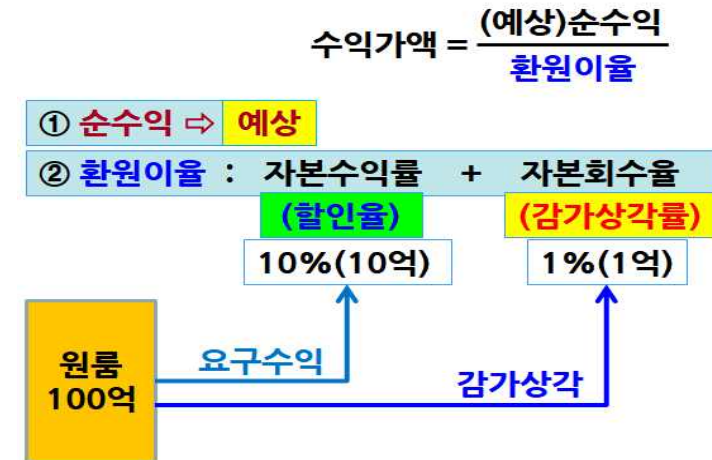 수익가액 = (예상)순수익
환원이율
① 순수익 ⇨ 예상
② 환원이율 : 자본수익률 + 자본회수율
(할인율) (감가상각률)
10%(10억) 1%(1억)
요구수익
원룸
100억
감가상각